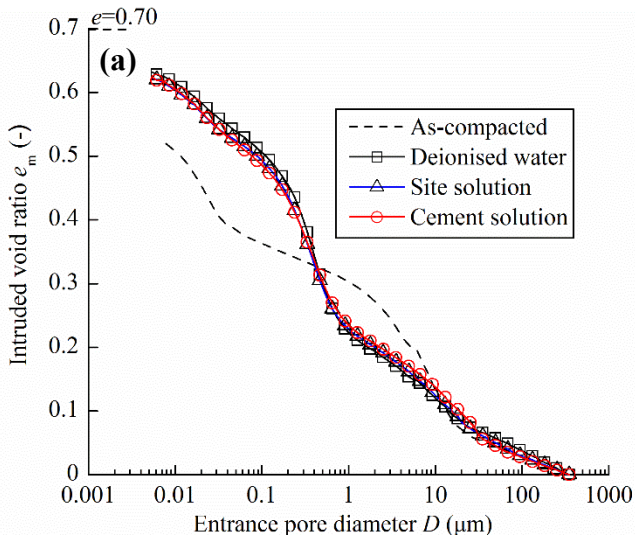 e=0.70
0.7
(a)
0.6
As-compacted
Deionised water
Site solution
Cement solution
0.5
0.4
0.3
0.2
0.1
0
Intruded void ratio em (-)
0.001
0.01
0.1
1
10
100
1000
Entrance pore diameter D (μm)